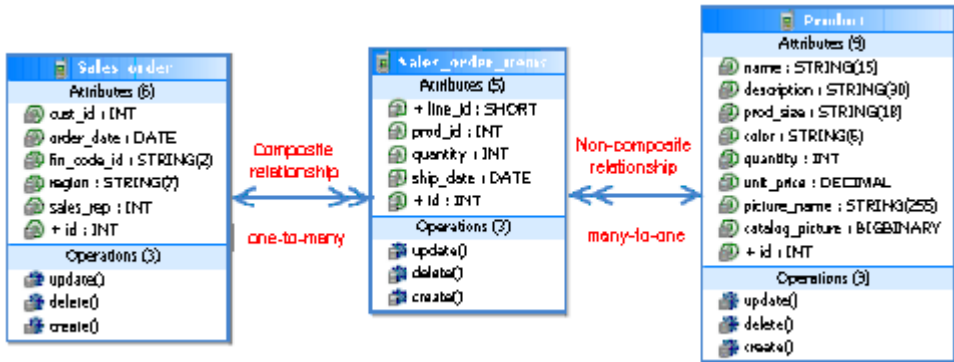 Sales_order
Attributes (6)
cust_id : INT
order_date : DATE
fin_code_id : STRING(2)
region : STRING(7)
sales_rep : INT
+ id : INT
Operations (3)
update()
delete()
create()
Composite
relationship
one-to-many
Sales_order_items
Attributes (5)
+ line_id : SHORT
prod_id : INT
quantity : INT
ship_date : DATE
+ id : INT
Operations (3)
update()
delete()
create()
Non-composite
relationship
many-to-one
Product
Attributes (9)
name : STRING(15)
description : STRING(30)
prod_size : STRING(18)
color : STRING(6)
quantity : INT
unit_price : DECIMAL
picture_name : STRING(255)
catalog_picture : BIGBINARY
+ id : INT
Operations (3)
update()
delete()
create()